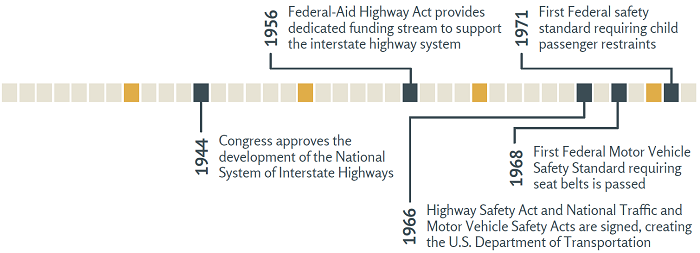 1956
Federal-Aid Highway Act provides
dedicated funding stream to support
the interstate highway system
1971
First Federal safety
standard requiring child
passenger restraints
1944
Congress approves the
development of the National
System of Interstate Highways
1966
Highway Safety Act and National Traffic and
Motor Vehicle Safety Acts are signed, creating
the U.S. Department of Transportation
1968
First Federal Motor Vehicle
Safety Standard requiring
seat belts is passed